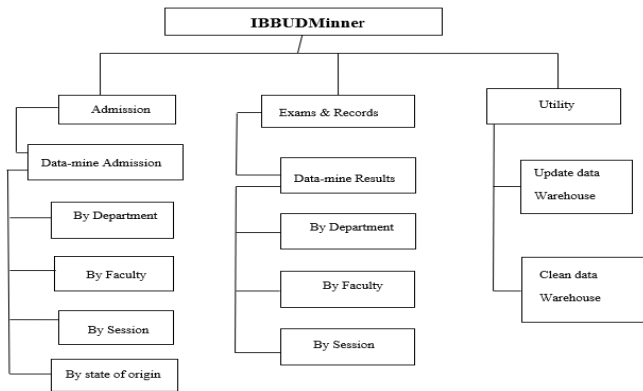 IBBUDMinner
Admission
Data-mine Admission
By Department
By Faculty
By Session
By state of origin
Exams & Records
Data-mine Results
By Department
By Faculty
By Session
Utility
Update data
Warehouse
Clean data
Warehouse